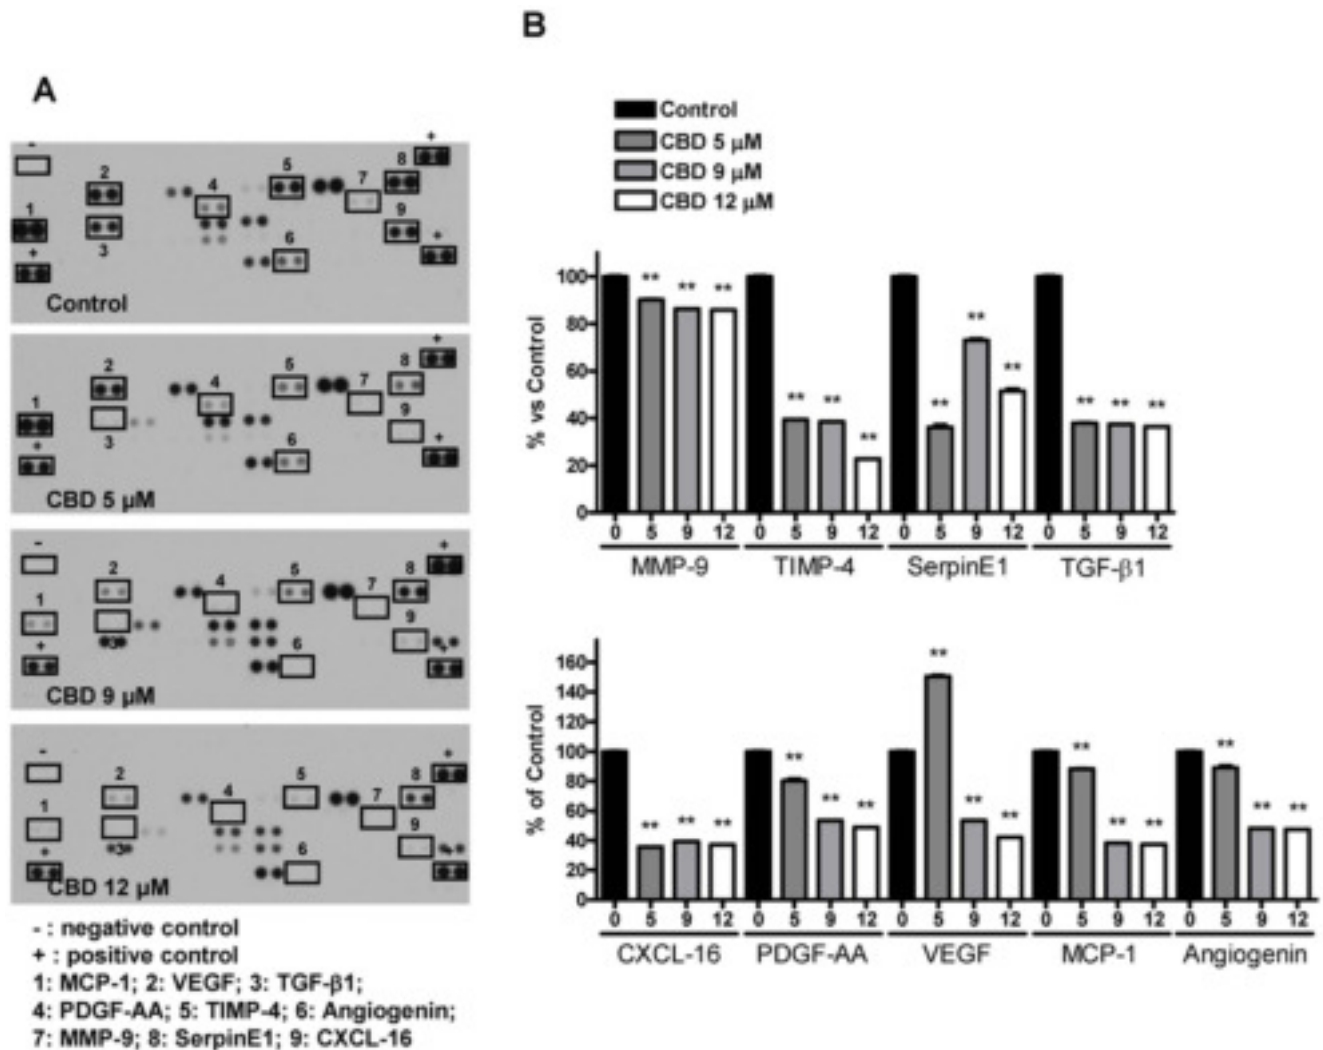 B
A
Control
CBD 5 µM
CBD 9 µM
CBD 12 µM
- +
5 8
2 4 7
1 9
+ 3 6 +
Control
+
2 5 8
1 4 7
3 9
+ 6 +
CBD 5 µM
- +
2 5 8
1 4 7
9
+ 3 6 +
CBD 9 µM
- +
2 5 8
1 4 7
9
+ 3 6 +
CBD 12 µM
- : negative control
+ : positive control
1: MCP-1; 2: VEGF; 3: TGF-β1;
4: PDGF-AA; 5: TIMP-4; 6: Angiogenin;
7: MMP-9; 8: SerpinE1; 9: CXCL-16
% vs Control
100
80
60
40
20
0
** ** ** ** ** ** ** ** ** ** ** **
0 5 9 12 0 5 9 12 0 5 9 12 0 5 9 12
MMP-9 TIMP-4 SerpinE1 TGF-β1
% of Control
160
140
120
100
80
60
40
20
0
** ** ** ** ** ** ** ** ** ** ** ** ** ** **
0 5 9 12 0 5 9 12 0 5 9 12 0 5 9 12 0 5 9 12
CXCL-16 PDGF-AA VEGF MCP-1 Angiogenin